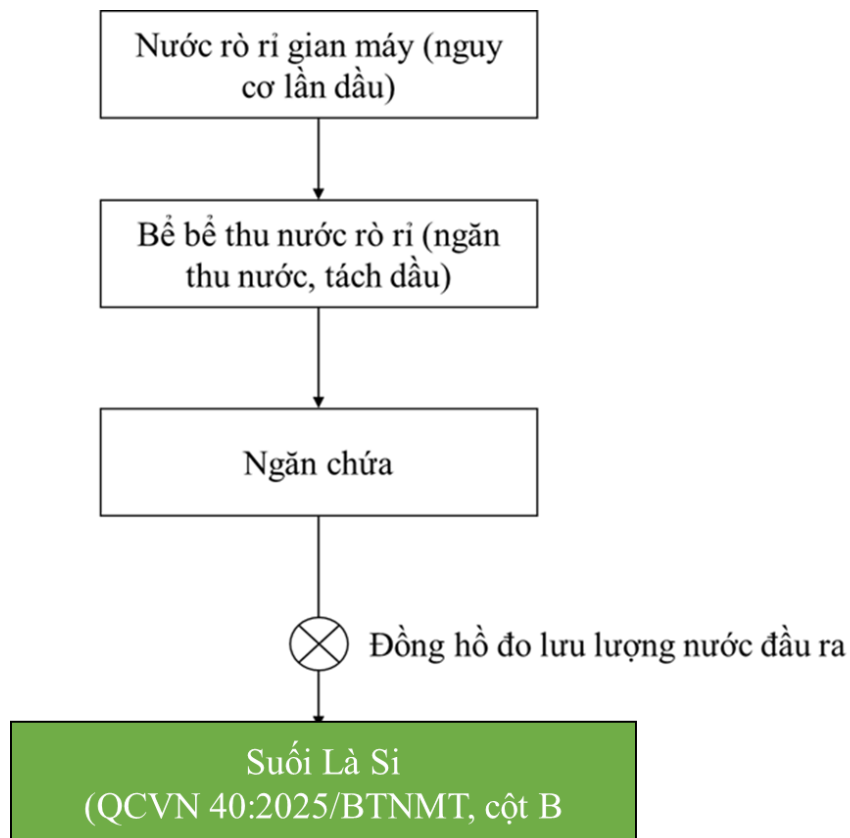 Nước rò rỉ gian máy (nguy
cơ lần dầu)
Bể bể thu nước rò rỉ (ngăn
thu nước, tách dầu)
Ngăn chứa
Đồng hồ đo lưu lượng nước đầu ra
Suối Là Si
(QCVN 40:2025/BTNMT, cột B